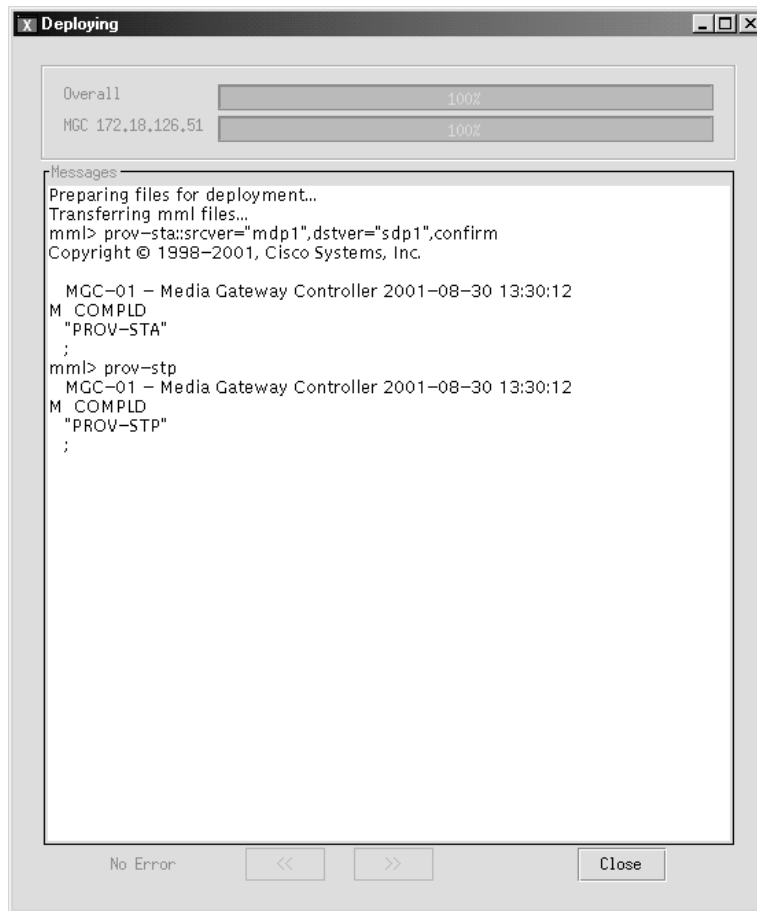 X Deploying
Overall 100%
MGC 172.18.126.51 100%
Messages
Preparing files for deployment...
Transferring mml files...
mml> prov-sta::srcver="mdp1",dstver="sdp1",confirm
Copyright © 1998-2001, Cisco Systems, Inc.
MGC-01 - Media Gateway Controller 2001-08-30 13:30:12
M COMPLD
"PROV-STA"
;
mml> prov-stp
MGC-01 - Media Gateway Controller 2001-08-30 13:30:12
M COMPLD
"PROV-STP"
;
No Error << >> Close